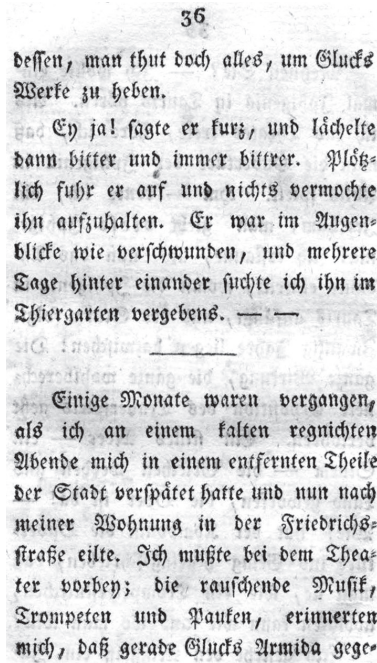 36
dessen, man thut doch alles, um Glucks
Werke zu heben.
Ey ja! sagte er kurz, und lächelte
dann bitter und immer bittrer. Plötz-
lich fuhr er auf und nichts vermochte
ihn aufzuhalten. Er war im Augen-
blicke wie verschwunden, und mehrere
Tage hinter einander suchte ich ihn im
Thiergarten vergebens. — —
Einige Monate waren vergangen,
als ich an einem kalten regnichten
Abende mich in einem entfernten Theile
der Stadt verspätet hatte und nun nach
meiner Wohnung in der Friedrichs-
straße eilte. Ich mußte bei dem Thea-
ter vorbey; die rauschende Musik,
Trompeten und Pauken, erinnerten
mich, daß gerade Glucks Armida gege-